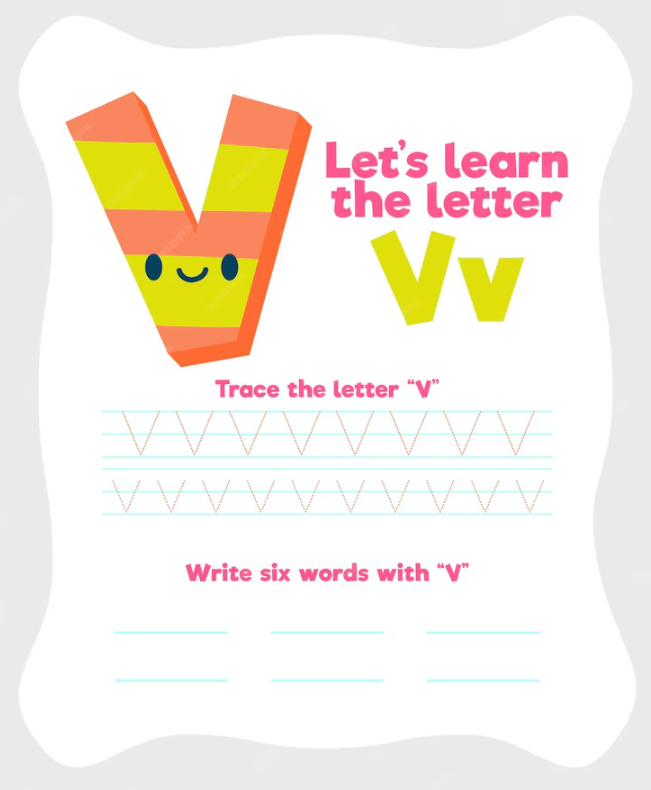 V
Let's learn
the letter
Vv
Trace the letter “V”
V V V V V V V V
V V V V V V V V V V
Write six words with “V”